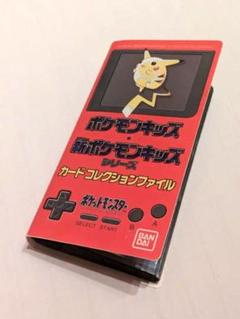 ポケモンキッズ
・
新ポケモンキッズ
シリーズ
カードコレクションファイル
ポケットモンスター
SELECT START B A
BAN
DAI